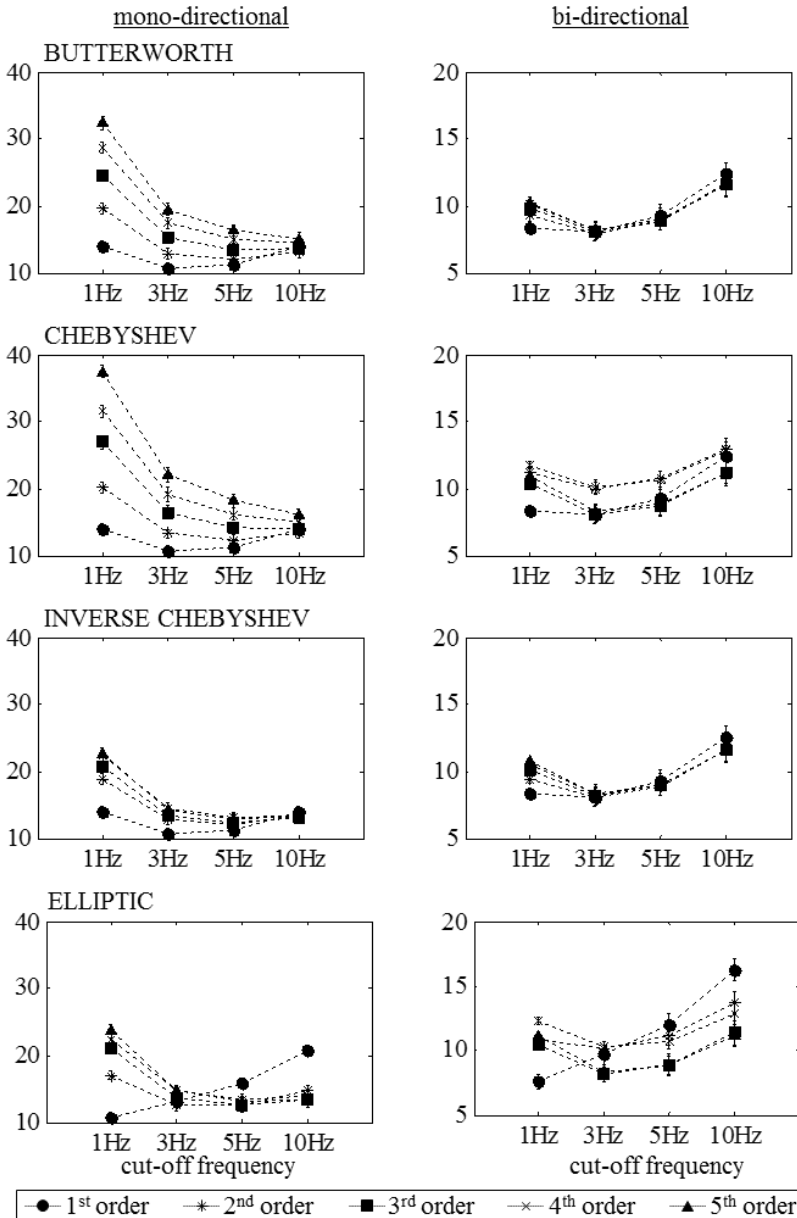 mono-directional bi-directional
BUTTERWORTH
40 20
30 15
20 10
10 5
1Hz 3Hz 5Hz 10Hz 1Hz 3Hz 5Hz 10Hz
CHEBYSHEV
40 20
30 15
20 10
10 5
1Hz 3Hz 5Hz 10Hz 1Hz 3Hz 5Hz 10Hz
INVERSE CHEBYSHEV
40 20
30 15
20 10
10 5
1Hz 3Hz 5Hz 10Hz 1Hz 3Hz 5Hz 10Hz
ELLIPTIC
40 20
30 15
20 10
10 5
1Hz 3Hz 5Hz 10Hz 1Hz 3Hz 5Hz 10Hz
cut-off frequency cut-off frequency
1st order 2nd order 3rd order 4th order 5th order